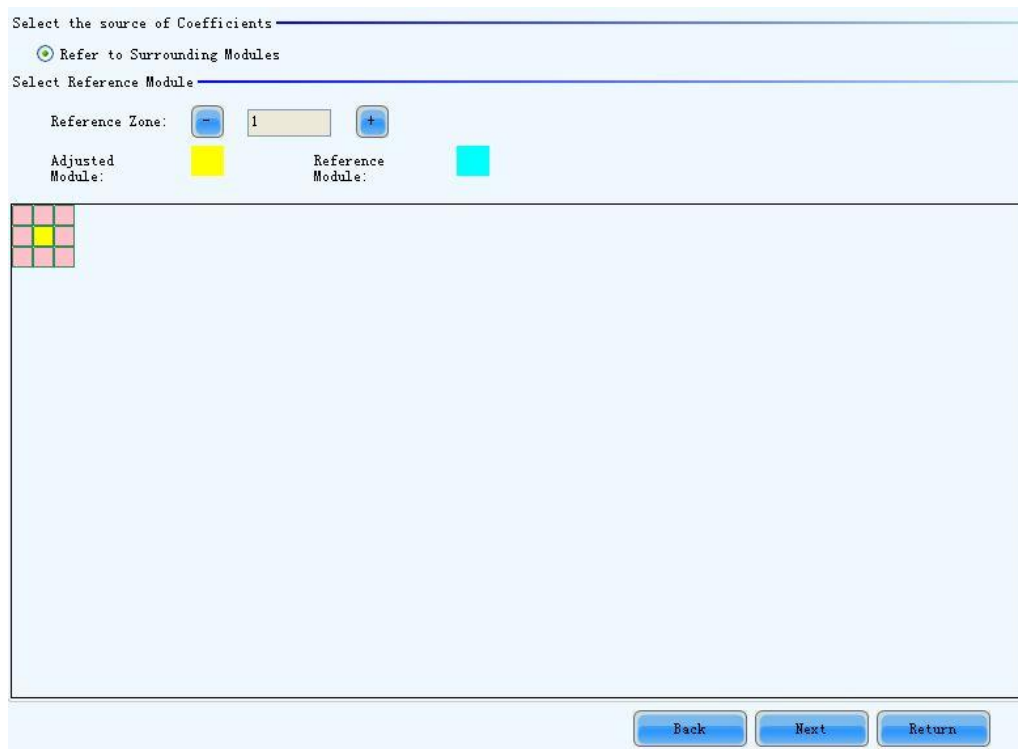 Select the source of Coefficients
Refer to Surrounding Modules
Select Reference Module
Reference Zone: - 1 +
Adjusted Module: Reference Module:
Back Next Return